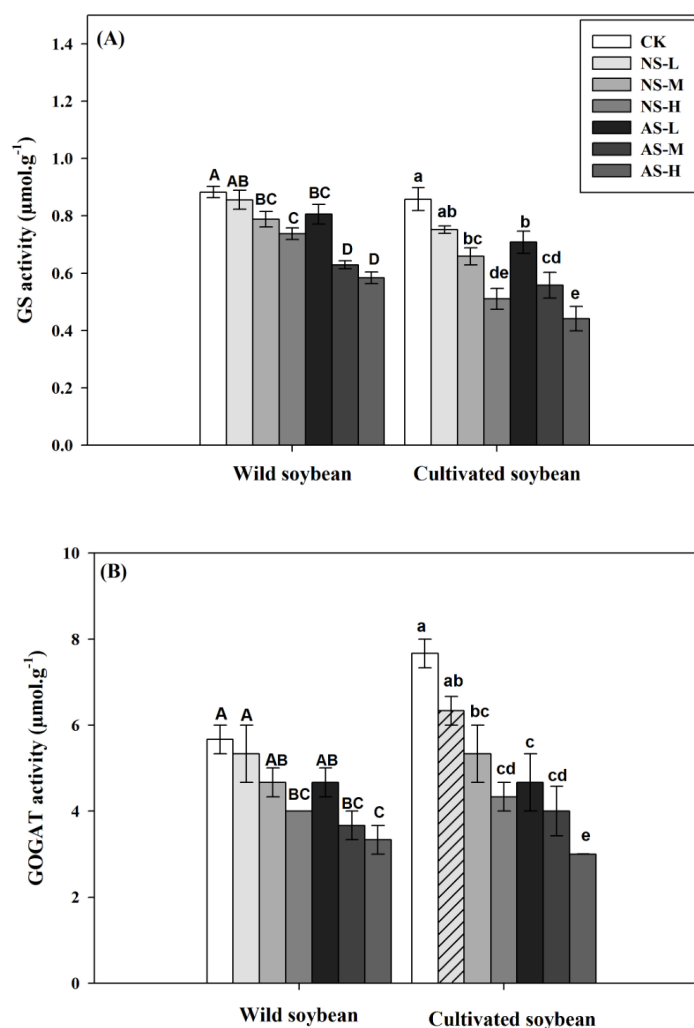 (A)
CK
NS-L
NS-M
NS-H
AS-L
AS-M
AS-H
GS activity (μmol.g⁻¹)
1.4
1.2
1.0
0.8
0.6
0.4
0.2
0.0
A AB BC C BC D D
a ab bc de b cd e
Wild soybean Cultivated soybean
(B)
GOGAT activity (μmol.g⁻¹)
10
8
6
4
2
0
A A AB BC AB BC C
a ab bc cd c cd e
Wild soybean Cultivated soybean